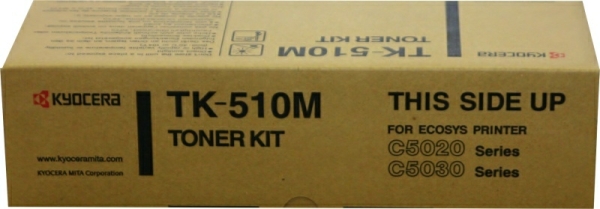 TK-510M
TONER KIT
KYOCERA
KYOCERA
TK-510M
TONER KIT
THIS SIDE UP
FOR ECOSYS PRINTER
C5020 Series
C5030 Series
www.kyoceramita.com
KYOCERA MITA Corporation